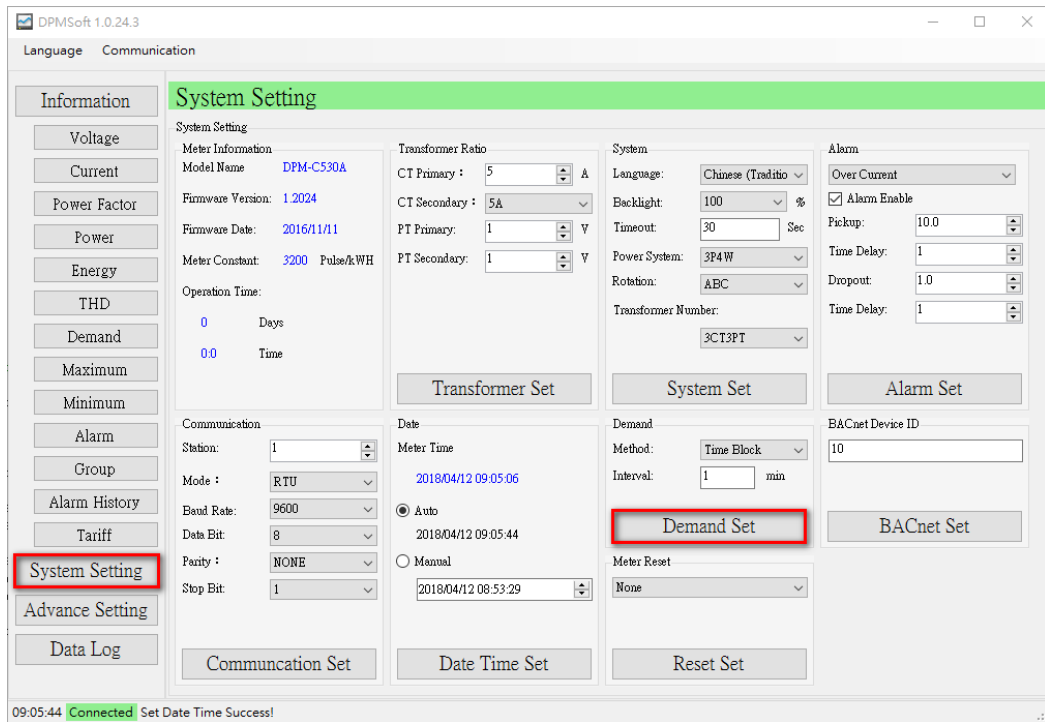 DPMSoft 1.0.24.3
Language Communication
Information
Voltage
Current
Power Factor
Power
Energy
THD
Demand
Maximum
Minimum
Alarm
Group
Alarm History
Tariff
System Setting
Advance Setting
Data Log
System Setting
System Setting
Meter Information
Model Name DPM-C530A
Firmware Version: 1.2024
Firmware Date: 2016/11/11
Meter Constant: 3200 Pulse/kWH
Operation Time:
0 Days
0:0 Time
Transformer Ratio
CT Primary : 5 A
CT Secondary : 5A
PT Primary: 1 V
PT Secondary: 1 V
Transformer Set
System
Language: Chinese (Traditio
Backlight: 100 %
Timeout: 30 Sec
Power System: 3P4W
Rotation: ABC
Transformer Number:
3CT3PT
System Set
Alarm
Over Current
Alarm Enable
Pickup: 10.0
Time Delay: 1
Dropout: 1.0
Time Delay: 1
Alarm Set
Communication
Station: 1
Mode : RTU
Baud Rate: 9600
Data Bit: 8
Parity : NONE
Stop Bit: 1
Communcation Set
Date
Meter Time
2018/04/12 09:05:06
Auto
2018/04/12 09:05:44
Manual
2018/04/12 08:53:29
Date Time Set
Demand
Method: Time Block
Interval: 1 min
Demand Set
Meter Reset
None
Reset Set
BACnet Device ID
10
BACnet Set
09:05:44 Connected Set Date Time Success!